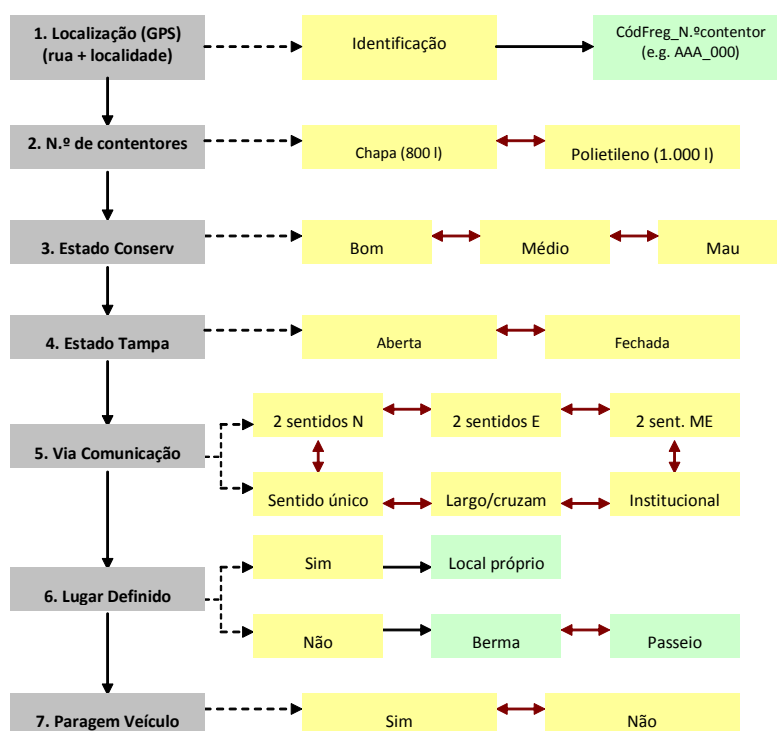 1. Localização (GPS)
(rua + localidade)
Identificação
CódFreg_N.ºcontentor
(e.g. AAA_000)
2. N.º de contentores
Chapa (800 l)
Polietileno (1.000 l)
3. Estado Conserv
Bom
Médio
Mau
4. Estado Tampa
Aberta
Fechada
5. Via Comunicação
2 sentidos N
2 sentidos E
2 sent. ME
Sentido único
Largo/cruzam
Institucional
6. Lugar Definido
Sim
Local próprio
Não
Berma
Passeio
7. Paragem Veículo
Sim
Não